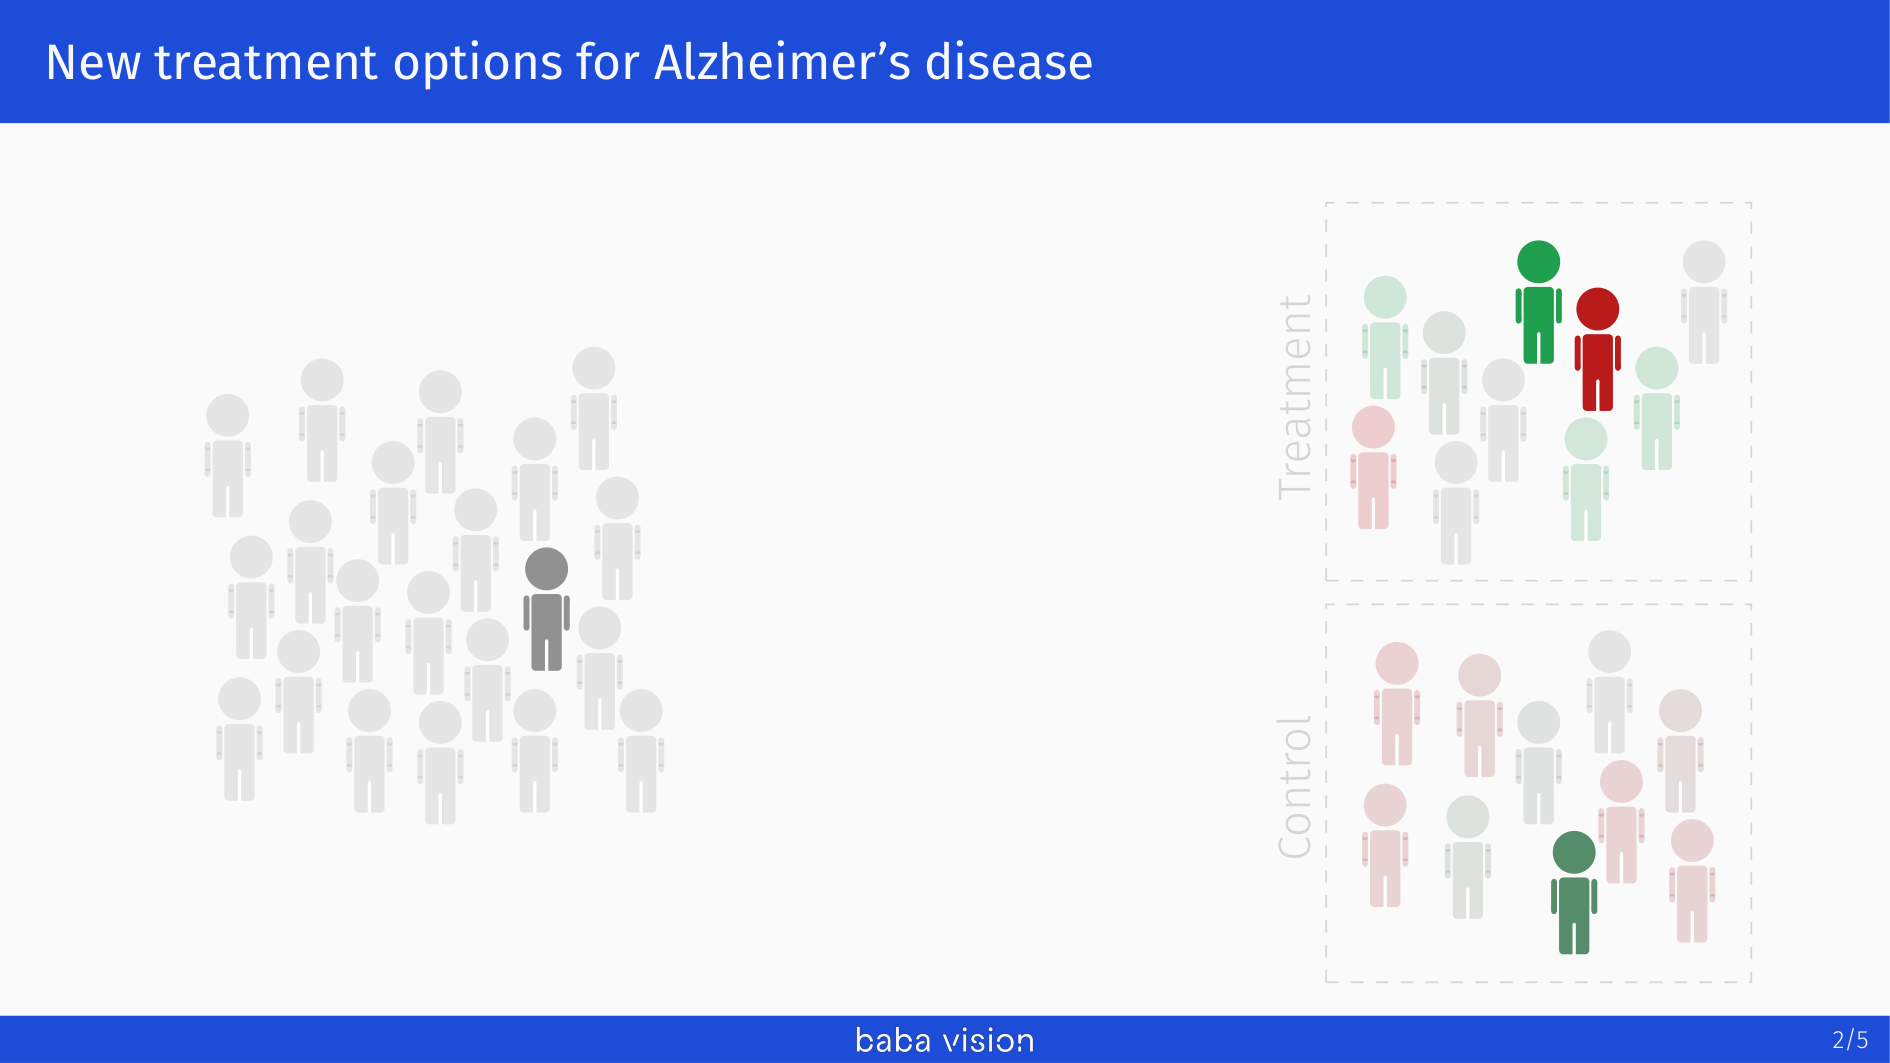 New treatment options for Alzheimer’s disease
Treatment
Control
baba vision
2/5